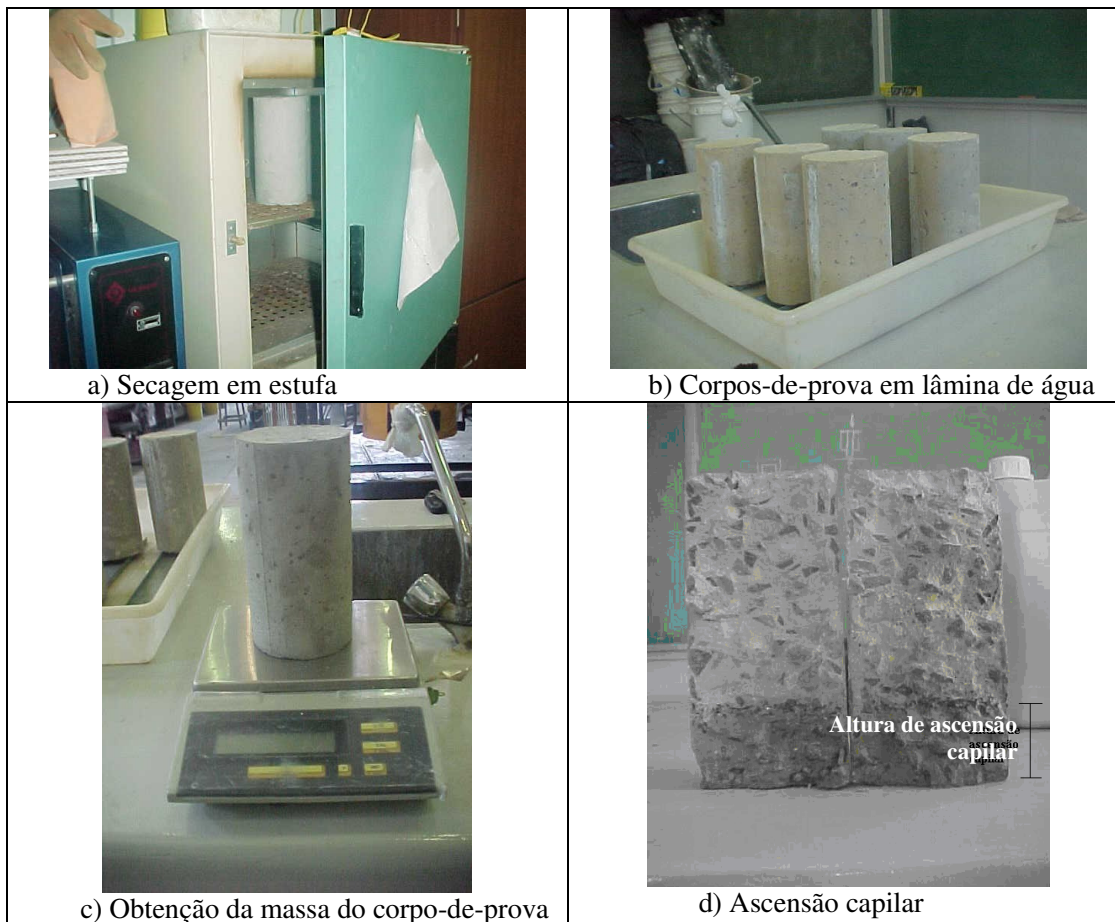 a) Secagem em estufa
b) Corpos-de-prova em lâmina de água
c) Obtenção da massa do corpo-de-prova
Altura de ascensão
capilar
ascensão
d) Ascensão capilar